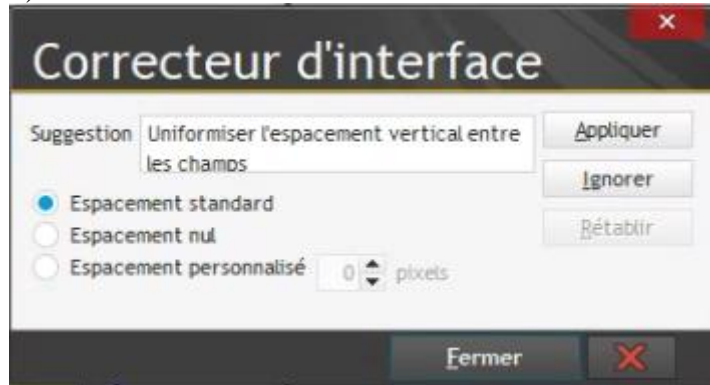 Correcteur d'interface
Suggestion
Uniformiser l'espacement vertical entre
les champs
Appliquer
Ignorer
Rétablir
Espacement standard
Espacement nul
Espacement personnalisé 0 pixels
Fermer